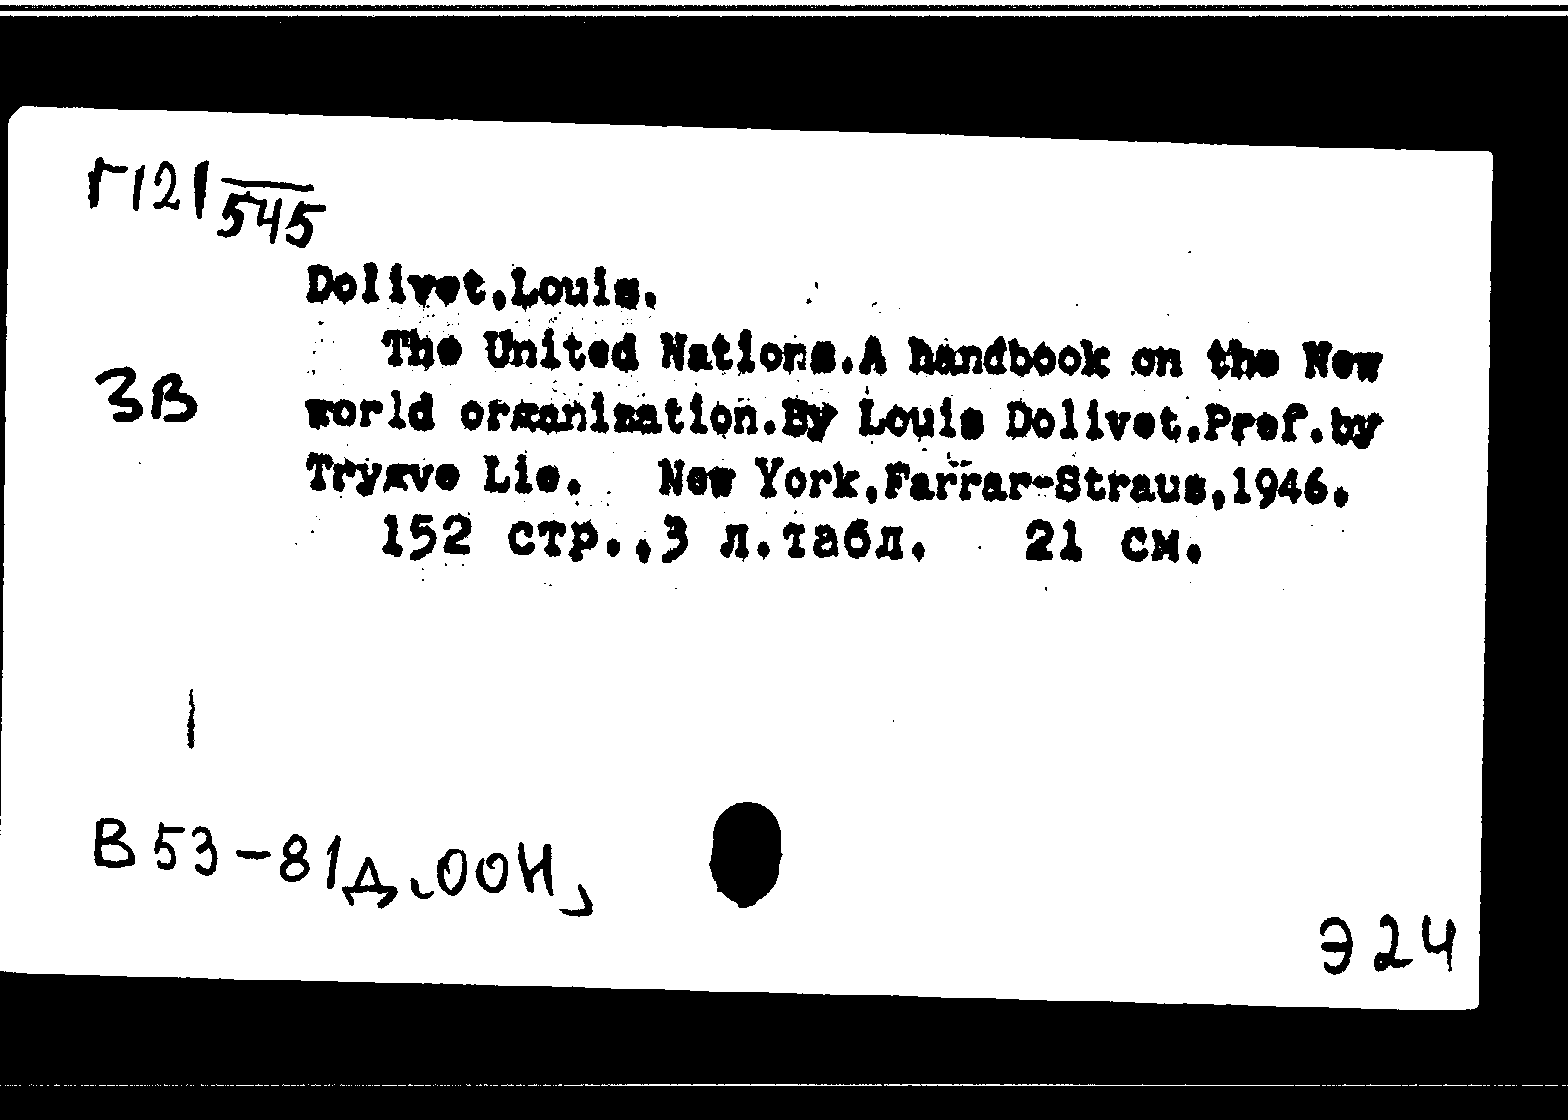 Г121
545
Dolivet,Louis.
The United Nations.A handbook on the New
3В
world organization.By Louis Dolivet.Pref.by
Trygve Lie. New York,Farrar-Straus,1946.
152 стр.,3 л.табл. 21 см.
В 53-81 Д.ООН
Э24